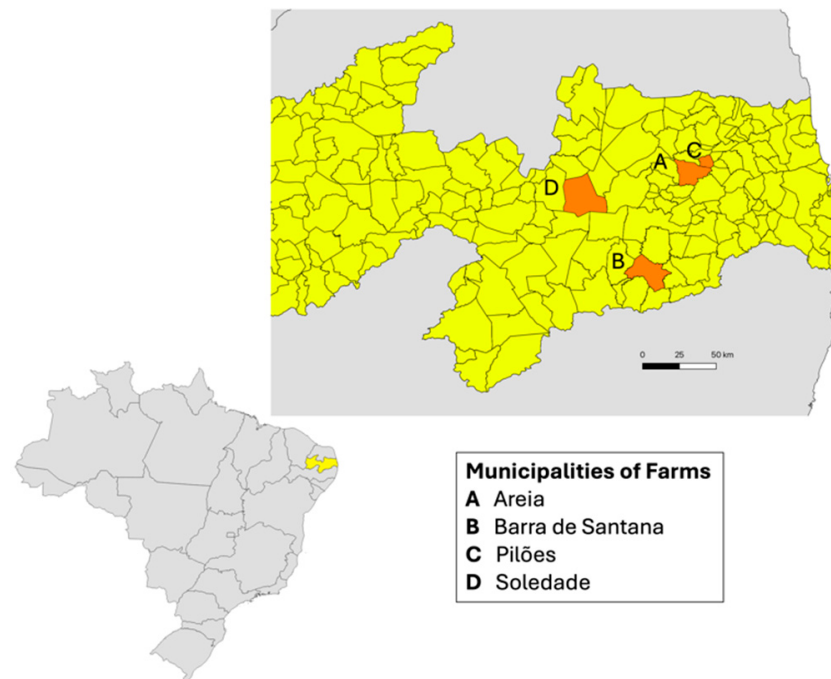 C
A
D
B
0 25 50 km
Municipalities of Farms
A Areia
B Barra de Santana
C Pilões
D Soledade